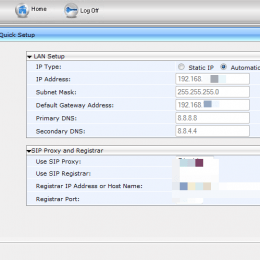 Home Log Off
Quick Setup
LAN Setup
IP Type: Static IP Automatic
IP Address: 192.168.
Subnet Mask: 255.255.255.0
Default Gateway Address: 192.168.
Primary DNS: 8.8.8.8
Secondary DNS: 8.8.4.4
SIP Proxy and Registrar
Use SIP Proxy:
Use SIP Registrar:
Registrar IP Address or Host Name:
Registrar Port: